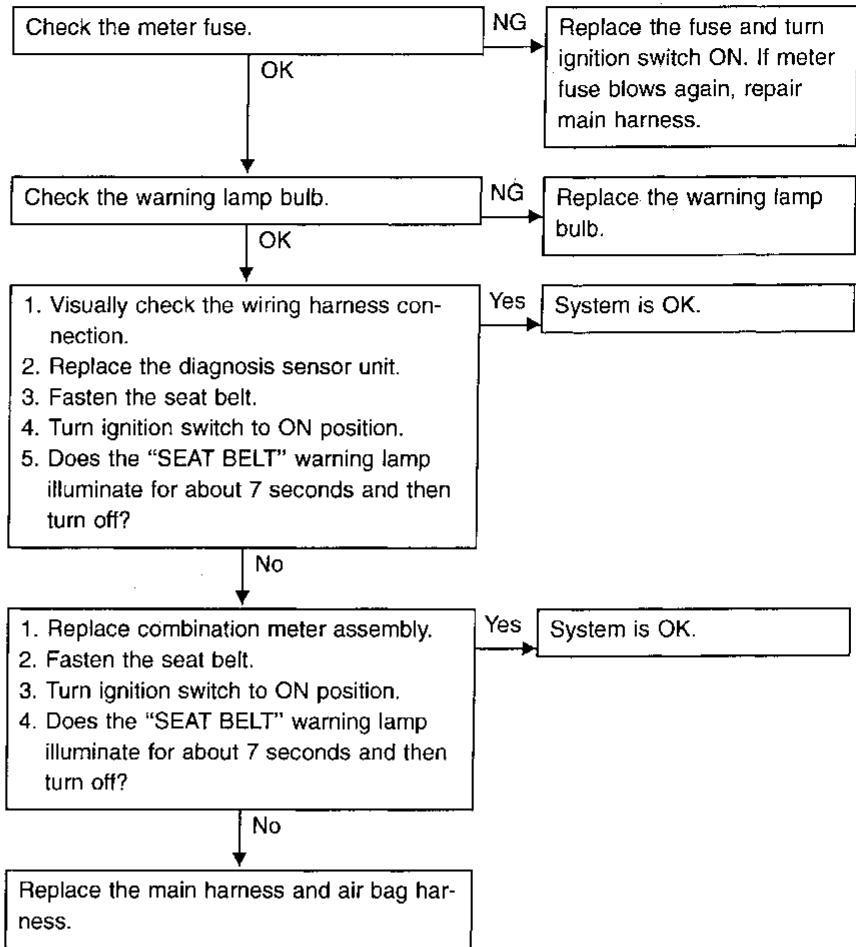 Check the meter fuse.
NG
Replace the fuse and turn
ignition switch ON. If meter
fuse blows again, repair
main harness.
OK
Check the warning lamp bulb.
NG
Replace the warning lamp
bulb.
OK
1. Visually check the wiring harness con-
nection.
2. Replace the diagnosis sensor unit.
3. Fasten the seat belt.
4. Turn ignition switch to ON position.
5. Does the “SEAT BELT” warning lamp
illuminate for about 7 seconds and then
turn off?
Yes
System is OK.
No
1. Replace combination meter assembly.
2. Fasten the seat belt.
3. Turn ignition switch to ON position.
4. Does the “SEAT BELT” warning lamp
illuminate for about 7 seconds and then
turn off?
Yes
System is OK.
No
Replace the main harness and air bag har-
ness.